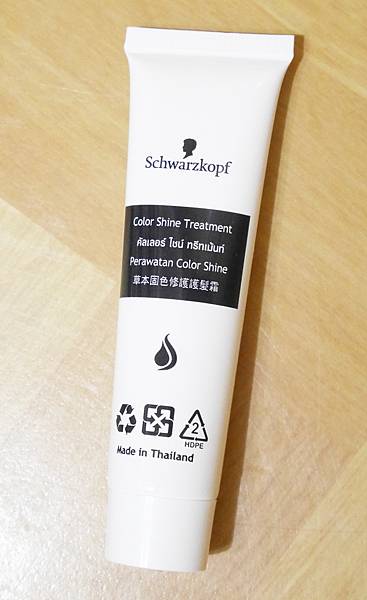 Schwarzkopf
Color Shine Treatment
คัลเลอร์ ไชน์ ทรีทเม้นท์
Perawatan Color Shine
草本固色修護護髮霜
2
HDPE
Made in Thailand